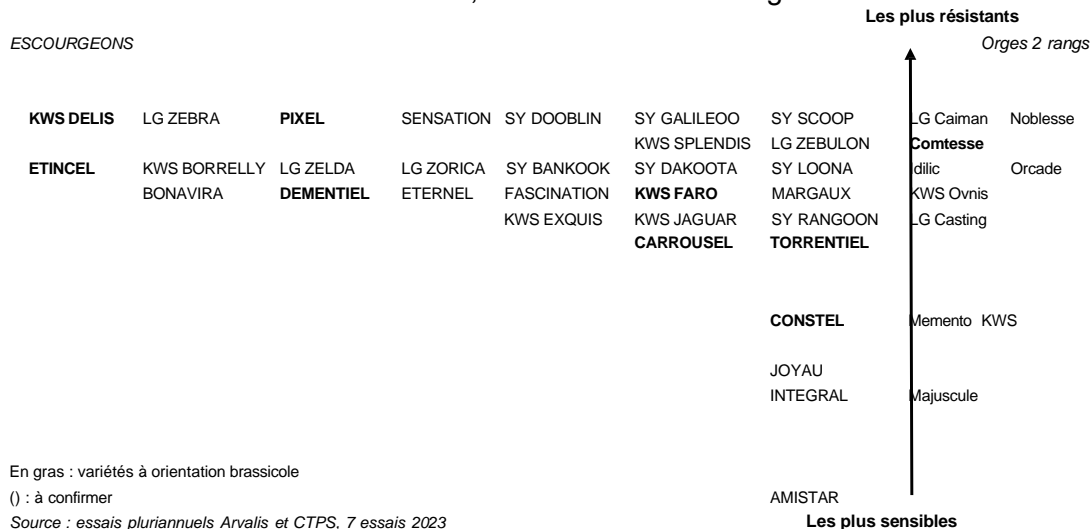 Les plus résistants
ESCOURGEONS Orges 2 rangs
KWS DELIS LG ZEBRA PIXEL SENSATION SY DOOBLIN SY GALILEOO SY SCOOP LG Caiman Noblesse
KWS SPLENDIS LG ZEBULON Comtesse
ETINCEL KWS BORRELLY LG ZELDA LG ZORICA SY BANKOOK SY DAKOOTA SY LOONA Idilic Orcade
BONAVIRA DEMENTIEL ETERNEL FASCINATION KWS FARO MARGAUX KWS Ovnis
KWS EXQUIS KWS JAGUAR SY RANGOON LG Casting
CARROUSEL TORRENTIEL
CONSTEL Memento KWS
JOYAU
INTEGRAL Majuscule
En gras : variétés à orientation brassicole
() : à confirmer AMISTAR
Source : essais pluriannuels Arvalis et CTPS, 7 essais 2023 Les plus sensibles